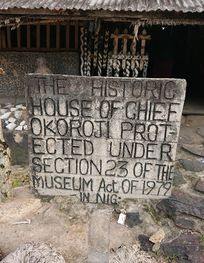 THE HISTORIC
HOUSE OF CHIEF
OKOROJI PROT-
ECTED UNDER
SECTION 23 OF THE
MUSEUM Act OF 1979
IN NIG.